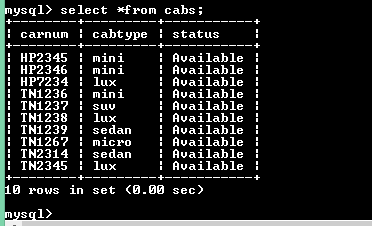 mysql> select *from cabs;
+--------+---------+-----------+
| carnum | cabtype | status    |
+--------+---------+-----------+
| HP2345 | mini    | Available |
| HP2346 | mini    | Available |
| HP7234 | lux     | Available |
| TN1236 | mini    | Available |
| TN1237 | suv     | Available |
| TN1238 | lux     | Available |
| TN1239 | sedan   | Available |
| TN1267 | micro   | Available |
| TN2314 | sedan   | Available |
| TN2345 | lux     | Available |
+--------+---------+-----------+
10 rows in set (0.00 sec)
mysql>